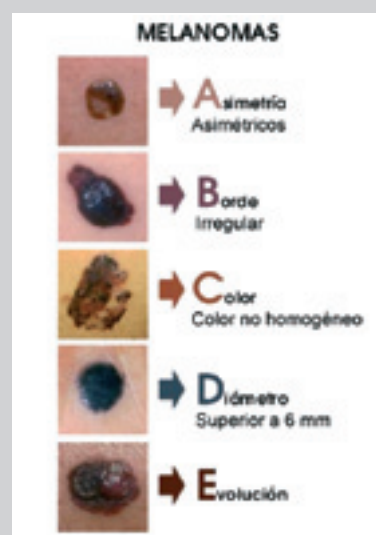 MELANOMAS
Asimetría
Asimétricos
Borde
Irregular
Color
Color no homogéneo
Diámetro
Superior a 6 mm
Evolución